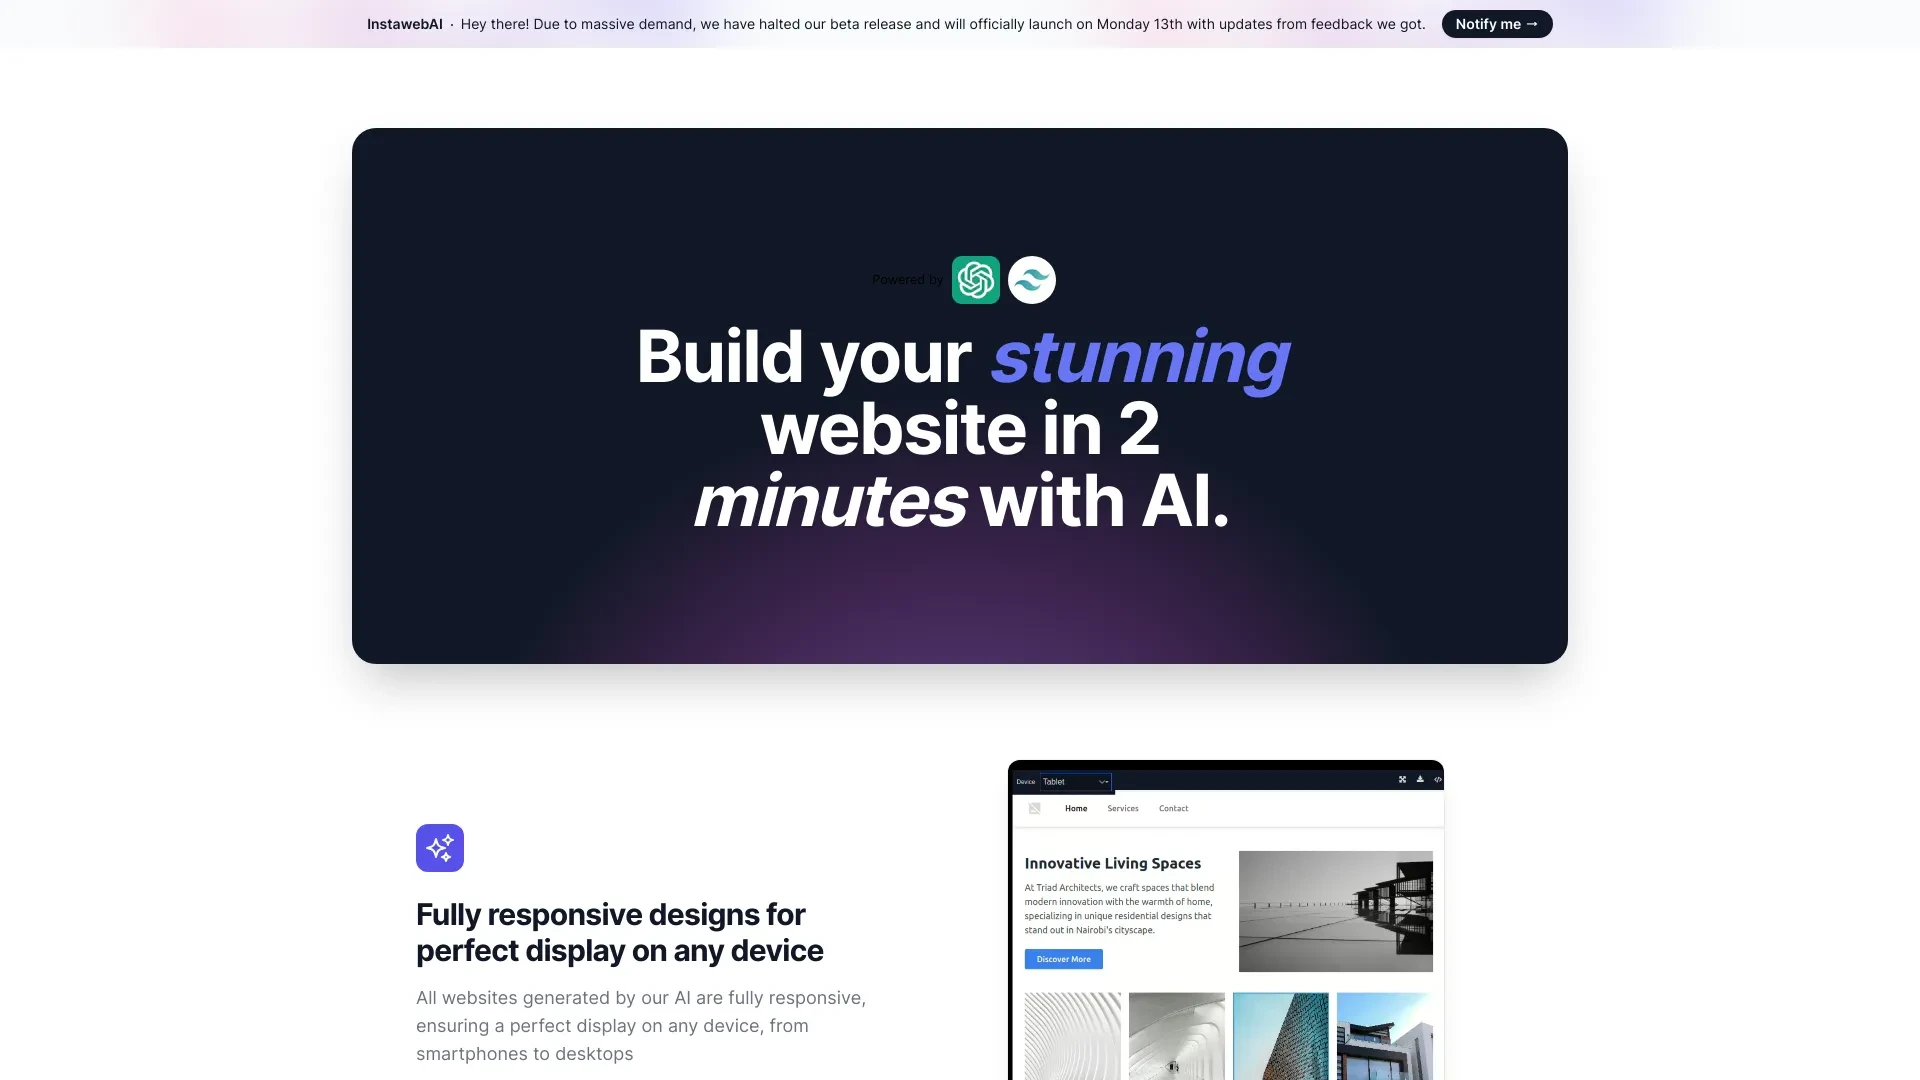 InstawebAI · Hey there! Due to massive demand, we have halted our beta release and will officially launch on Monday 13th with updates from feedback we got. Notify me →
Powered by
Build your stunning
website in 2
minutes with AI.
Fully responsive designs for
perfect display on any device
All websites generated by our AI are fully responsive,
ensuring a perfect display on any device, from
smartphones to desktops
Device Tablet
Home Services Contact
Innovative Living Spaces
At Triad Architects, we craft spaces that blend
modern innovation with the warmth of home,
specializing in unique residential designs that
stand out in Nairobi's cityscape.
Discover More